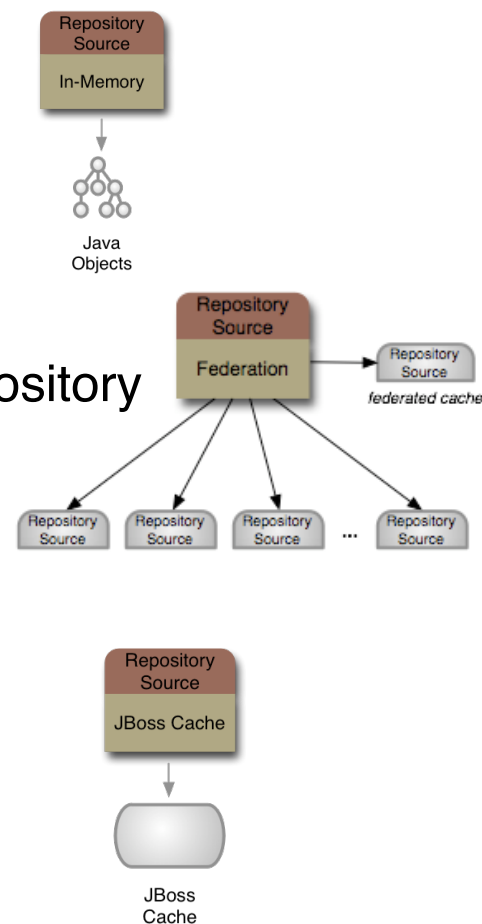 Repository
Source
In-Memory
Java
Objects
Repository
Source
Federation
Repository
Source
federated cache
ository
Repository
Source
Repository
Source
Repository
Source
...
Repository
Source
Repository
Source
JBoss Cache
JBoss
Cache